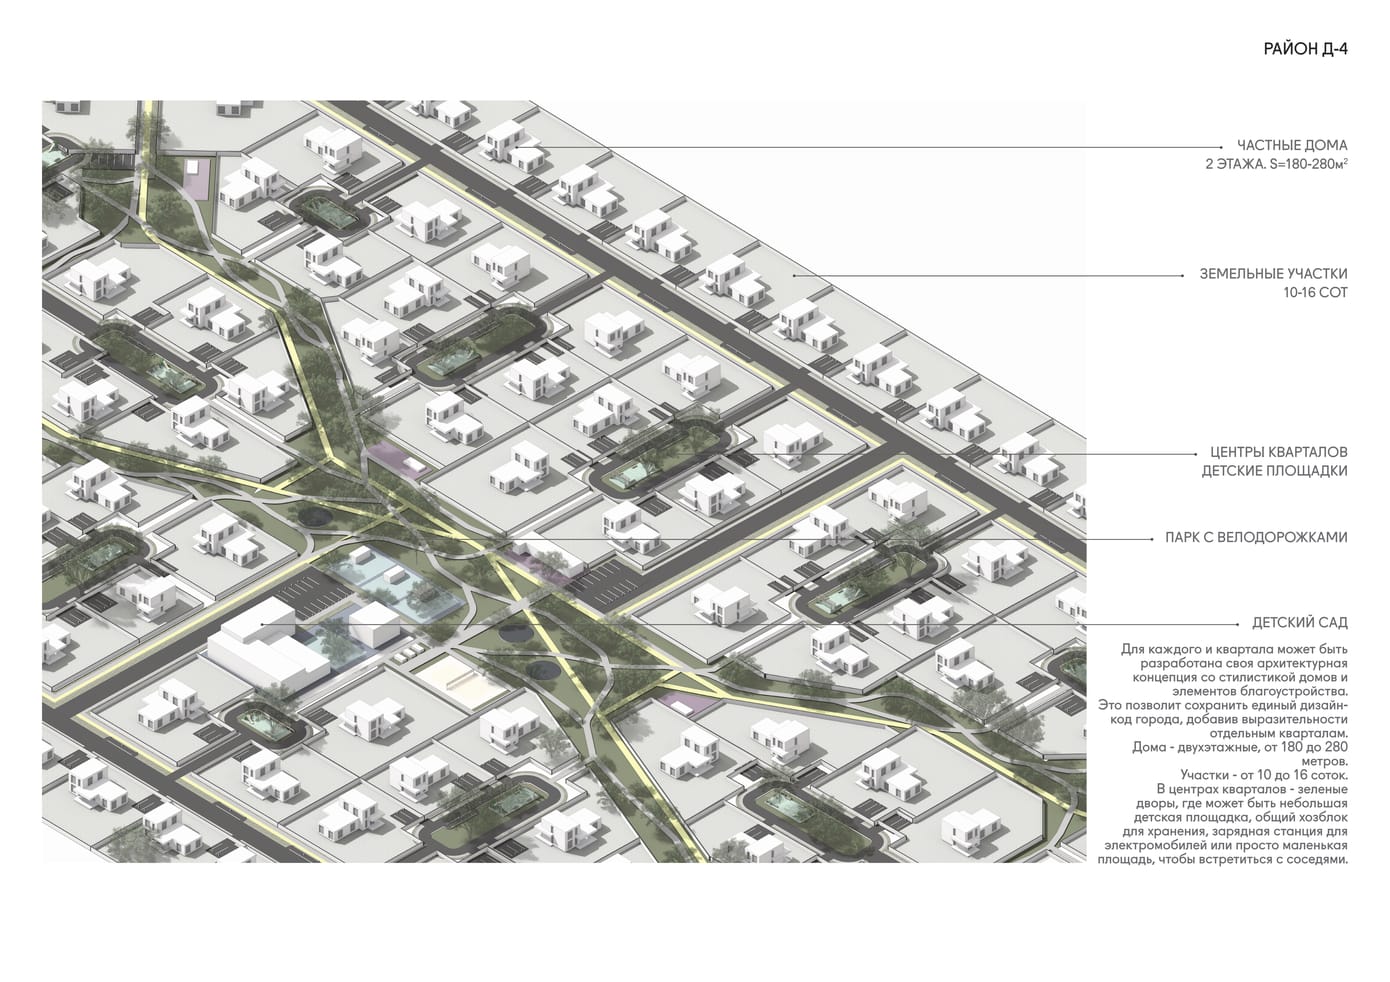 РАЙОН Д-4
ЧАСТНЫЕ ДОМА
2 ЭТАЖА. S=180-280м²
ЗЕМЕЛЬНЫЕ УЧАСТКИ
10-16 СОТ
ЦЕНТРЫ КВАРТАЛОВ
ДЕТСКИЕ ПЛОЩАДКИ
ПАРК С ВЕЛОДОРОЖКАМИ
ДЕТСКИЙ САД
Для каждого и квартала может быть
разработана своя архитектурная
концепция со стилистикой домов и
элементов благоустройства.
Это позволит сохранить единый дизайн-
код города, добавив выразительности
отдельным кварталам.
Дома - двухэтажные, от 180 до 280
метров.
Участки - от 10 до 16 соток.
В центрах кварталов - зеленые
дворы, где может быть небольшая
детская площадка, общий хозблок
для хранения, зарядная станция для
электромобилей или просто маленькая
площадь, чтобы встретиться с соседями.